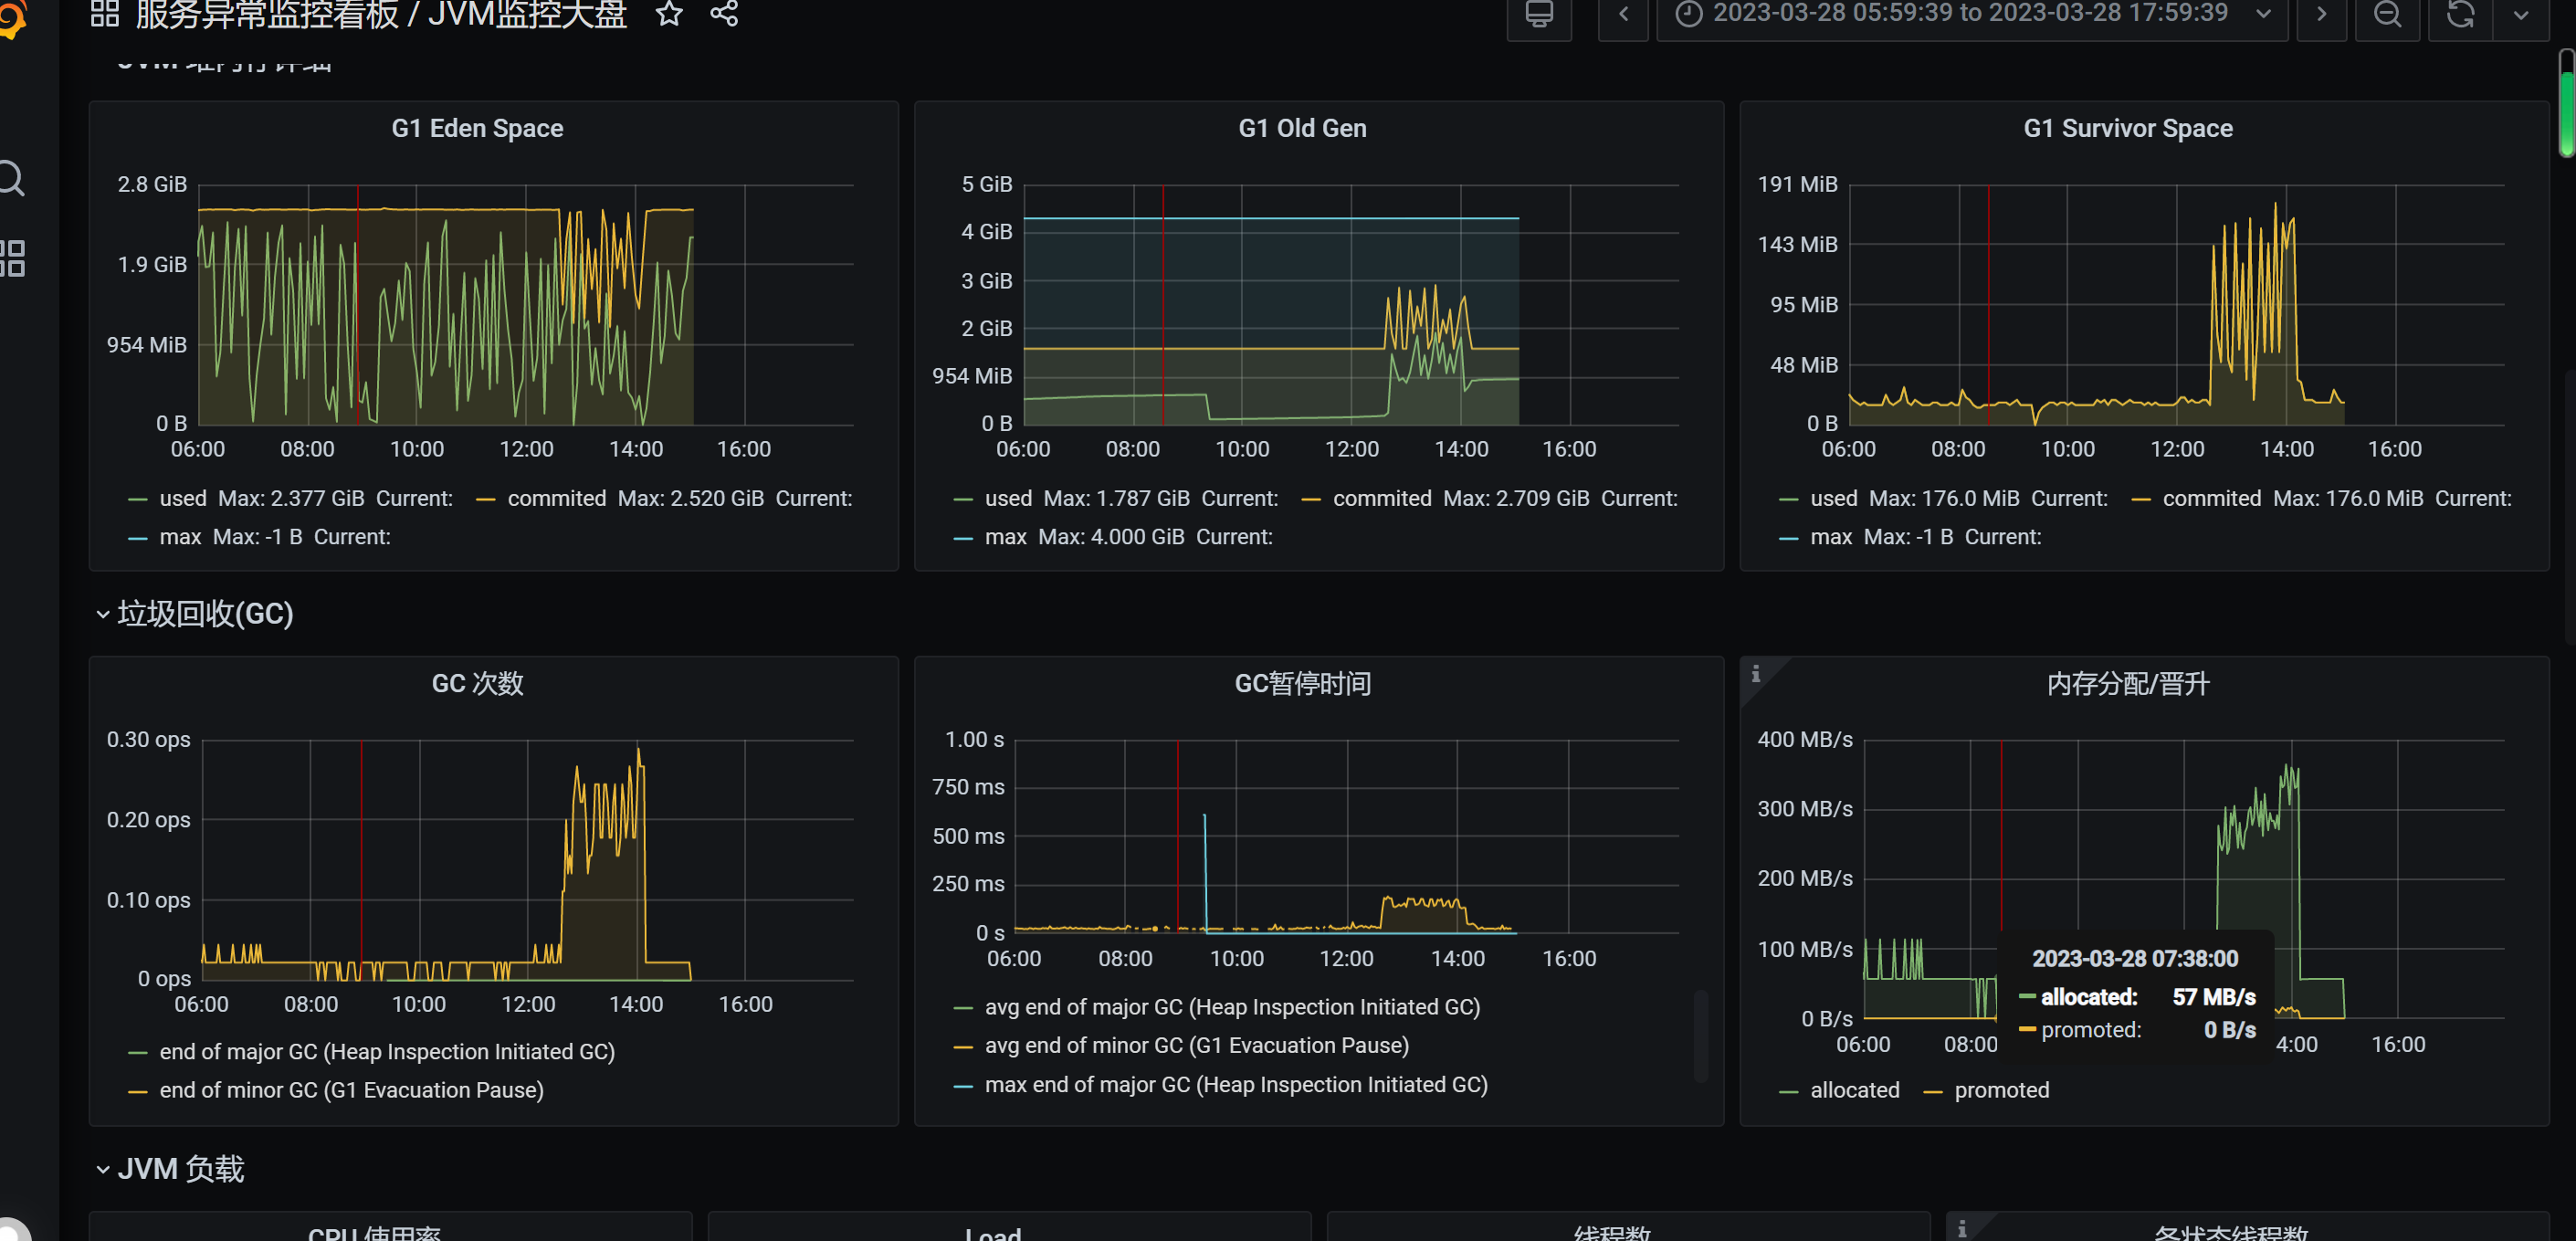 服务异常监控看板 / JVM监控大盘
2023-03-28 05:59:39 to 2023-03-28 17:59:39
JVM 堆内存详细
G1 Eden Space
2.8 GiB
1.9 GiB
954 MiB
0 B
06:00 08:00 10:00 12:00 14:00 16:00
used Max: 2.377 GiB Current: commited Max: 2.520 GiB Current:
max Max: -1 B Current:
G1 Old Gen
5 GiB
4 GiB
3 GiB
2 GiB
954 MiB
0 B
06:00 08:00 10:00 12:00 14:00 16:00
used Max: 1.787 GiB Current: commited Max: 2.709 GiB Current:
max Max: 4.000 GiB Current:
G1 Survivor Space
191 MiB
143 MiB
95 MiB
48 MiB
0 B
06:00 08:00 10:00 12:00 14:00 16:00
used Max: 176.0 MiB Current: commited Max: 176.0 MiB Current:
max Max: -1 B Current:
垃圾回收(GC)
GC 次数
0.30 ops
0.20 ops
0.10 ops
0 ops
06:00 08:00 10:00 12:00 14:00 16:00
end of major GC (Heap Inspection Initiated GC)
end of minor GC (G1 Evacuation Pause)
GC暂停时间
1.00 s
750 ms
500 ms
250 ms
0 s
06:00 08:00 10:00 12:00 14:00 16:00
avg end of major GC (Heap Inspection Initiated GC)
avg end of minor GC (G1 Evacuation Pause)
max end of major GC (Heap Inspection Initiated GC)
内存分配/晋升
400 MB/s
300 MB/s
200 MB/s
100 MB/s
0 B/s
2023-03-28 07:38:00
allocated: 57 MB/s
promoted: 0 B/s
06:00 08:00 4:00 16:00
allocated promoted
JVM 负载
CPU 使用率
Load
线程数
各状态线程数